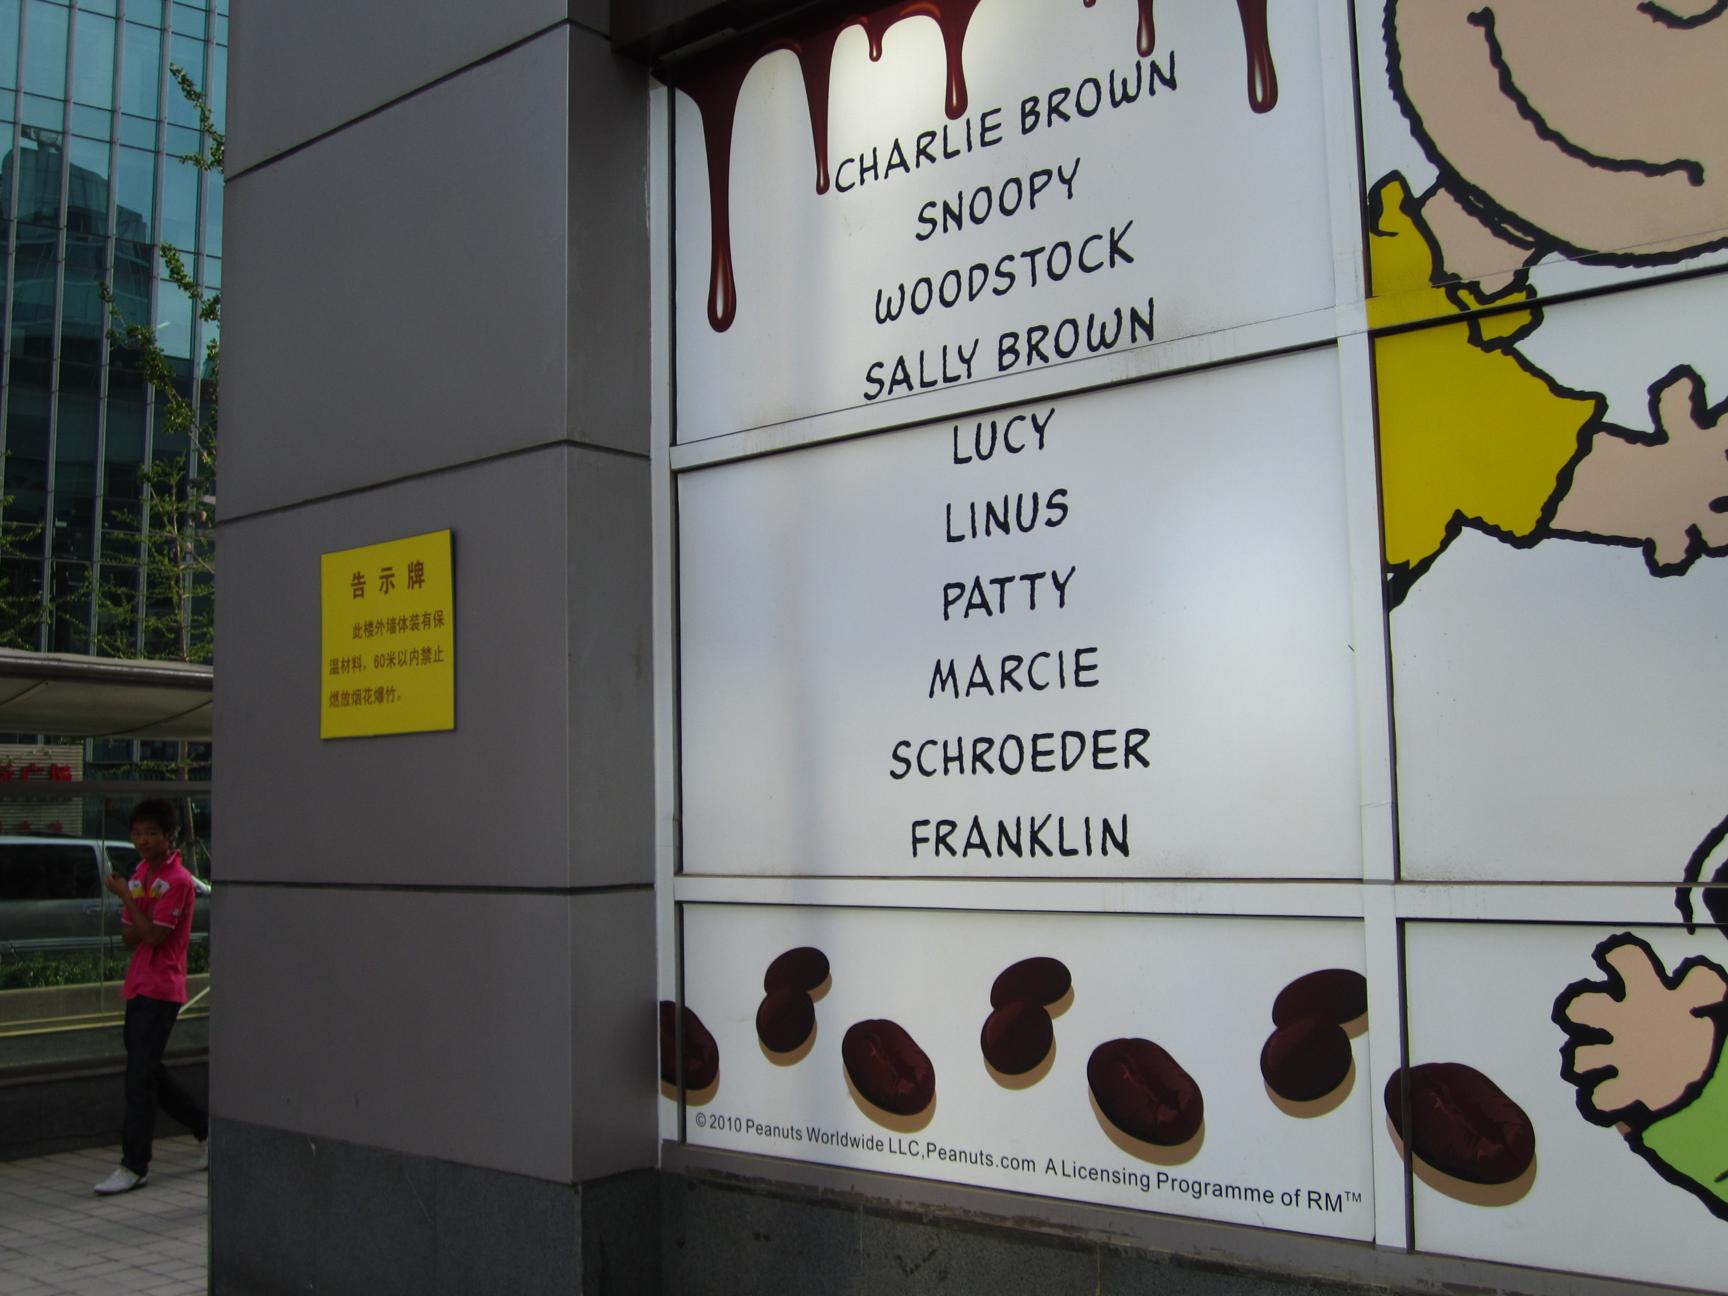 CHARLIE BROWN
SNOOPY
WOODSTOCK
SALLY BROWN
LUCY
LINUS
PATTY
MARCIE
SCHROEDER
FRANKLIN
© 2010 Peanuts Worldwide LLC,Peanuts.com A Licensing Programme of RM™
告示牌
此楼外墙体装有保
温材料，60米以内禁止
燃放烟花爆竹。
广场